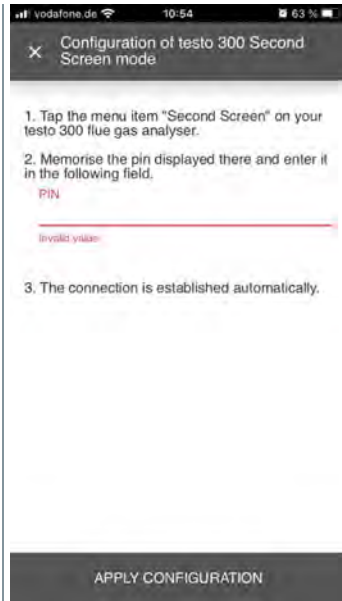 vodafone.de 10:54 63 %
Configuration of testo 300 Second
Screen mode
1. Tap the menu item "Second Screen" on your
testo 300 flue gas analyser.
2. Memorise the pin displayed there and enter it
in the following field.
PIN
Invalid value
3. The connection is established automatically.
APPLY CONFIGURATION